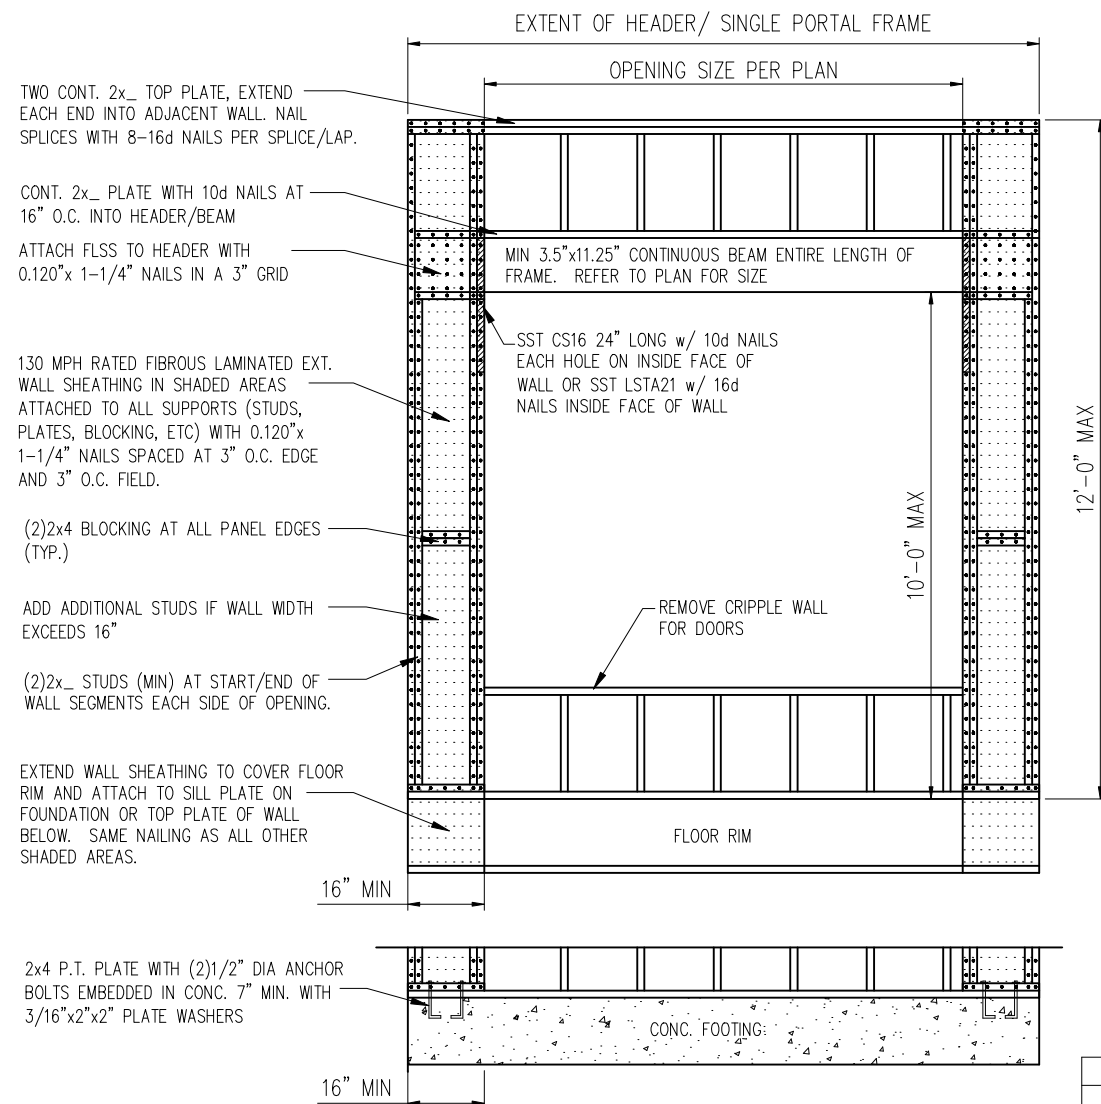 EXTENT OF HEADER/ SINGLE PORTAL FRAME
OPENING SIZE PER PLAN
TWO CONT. 2x_ TOP PLATE, EXTEND
EACH END INTO ADJACENT WALL. NAIL
SPLICES WITH 8-16d NAILS PER SPLICE/LAP.
CONT. 2x_ PLATE WITH 10d NAILS AT
16" O.C. INTO HEADER/BEAM
ATTACH FLSS TO HEADER WITH
0.120"x 1-1/4" NAILS IN A 3" GRID
MIN 3.5"x11.25" CONTINUOUS BEAM ENTIRE LENGTH OF
FRAME. REFER TO PLAN FOR SIZE
SST CS16 24" LONG w/ 10d NAILS
EACH HOLE ON INSIDE FACE OF
WALL OR SST LSTA21 w/ 16d
NAILS INSIDE FACE OF WALL
130 MPH RATED FIBROUS LAMINATED EXT.
WALL SHEATHING IN SHADED AREAS
ATTACHED TO ALL SUPPORTS (STUDS,
PLATES, BLOCKING, ETC) WITH 0.120"x
1-1/4" NAILS SPACED AT 3" O.C. EDGE
AND 3" O.C. FIELD.
12'-0" MAX
10'-0" MAX
(2)2x4 BLOCKING AT ALL PANEL EDGES
(TYP.)
ADD ADDITIONAL STUDS IF WALL WIDTH
EXCEEDS 16"
REMOVE CRIPPLE WALL
FOR DOORS
(2)2x_ STUDS (MIN) AT START/END OF
WALL SEGMENTS EACH SIDE OF OPENING.
EXTEND WALL SHEATHING TO COVER FLOOR
RIM AND ATTACH TO SILL PLATE ON
FOUNDATION OR TOP PLATE OF WALL
BELOW. SAME NAILING AS ALL OTHER
SHADED AREAS.
FLOOR RIM
16" MIN
2x4 P.T. PLATE WITH (2)1/2" DIA ANCHOR
BOLTS EMBEDDED IN CONC. 7" MIN. WITH
3/16"x2"x2" PLATE WASHERS
CONC. FOOTING
16" MIN